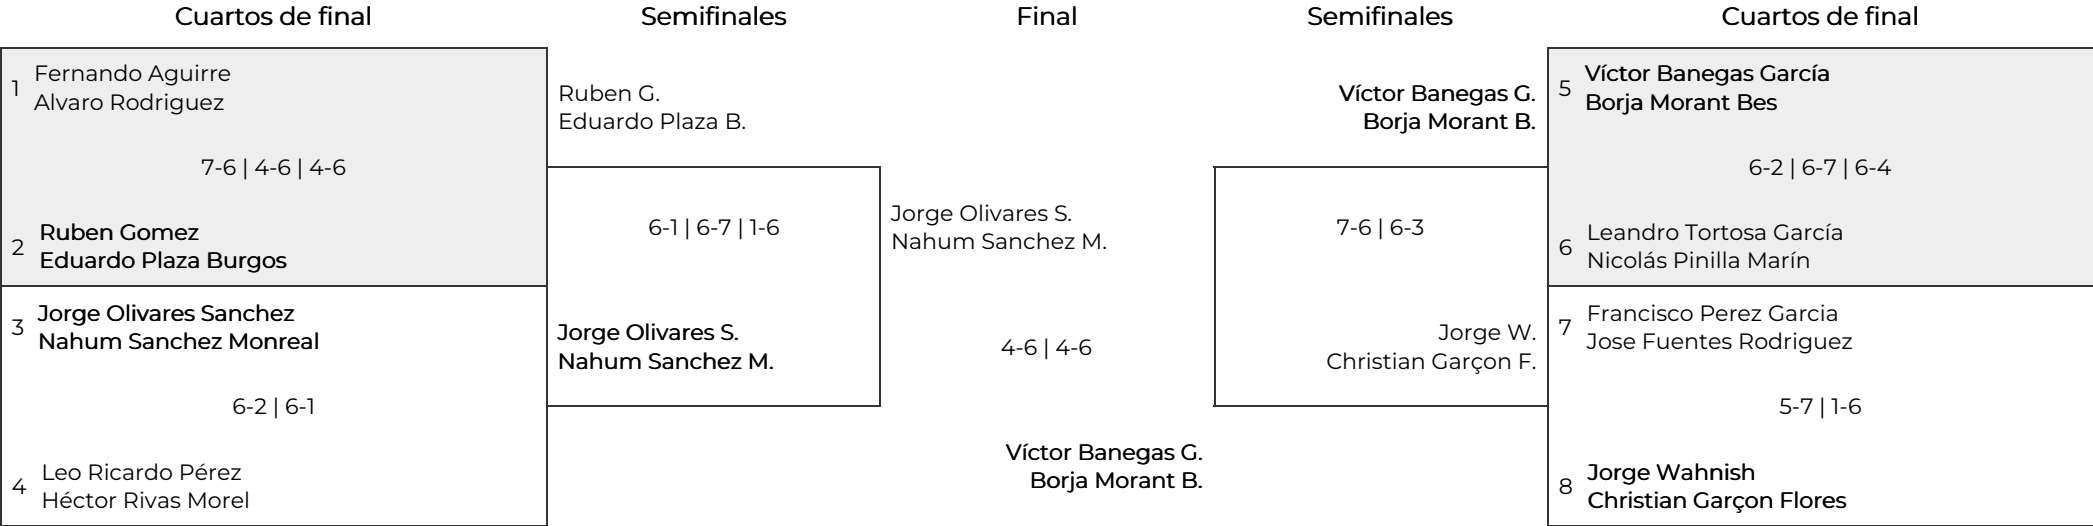 Cuartos de final
Semifinales
Final
Semifinales
Cuartos de final
1
Fernando Aguirre
Alvaro Rodriguez
7-6 | 4-6 | 4-6
2
Ruben Gomez
Eduardo Plaza Burgos
3
Jorge Olivares Sanchez
Nahum Sanchez Monreal
6-2 | 6-1
4
Leo Ricardo Pérez
Héctor Rivas Morel
Ruben G.
Eduardo Plaza B.
6-1 | 6-7 | 1-6
Jorge Olivares S.
Nahum Sanchez M.
Jorge Olivares S.
Nahum Sanchez M.
4-6 | 4-6
Víctor Banegas G.
Borja Morant B.
Víctor Banegas G.
Borja Morant B.
7-6 | 6-3
Jorge W.
Christian Garçon F.
5
Víctor Banegas García
Borja Morant Bes
6-2 | 6-7 | 6-4
6
Leandro Tortosa García
Nicolás Pinilla Marín
7
Francisco Perez Garcia
Jose Fuentes Rodriguez
5-7 | 1-6
8
Jorge Wahnish
Christian Garçon Flores